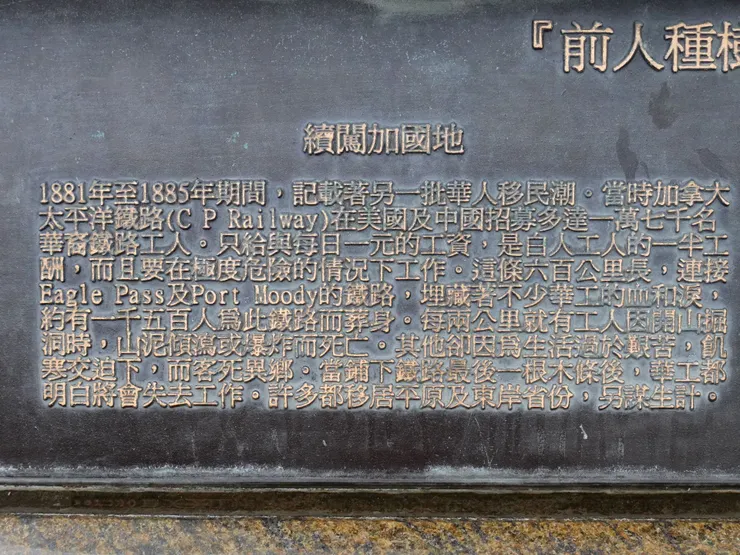 『前人種樹
續闖加國地
1881年至1885年期間，記載著另一批華人移民潮。當時加拿大
太平洋鐵路(C P Railway)在美國及中國招募多達一萬七千名
華裔鐵路工人。只給與每日一元的工資，是白人工人的一半工
酬，而且要在極度危險的情況下工作。這條六百公里長，連接
Eagle Pass及Port Moody的鐵路，埋藏著不少華工的血和淚，
約有一千五百人為此鐵路而葬身。每兩公里就有工人因開山掘
洞時，山泥傾瀉或爆炸而死亡。其他卻因為生活過於艱苦，飢
寒交迫下，而客死異鄉。當鋪下鐵路最後一根木條後，華工都
明白將會失去工作。許多都移居平原及東岸省份，另謀生計。